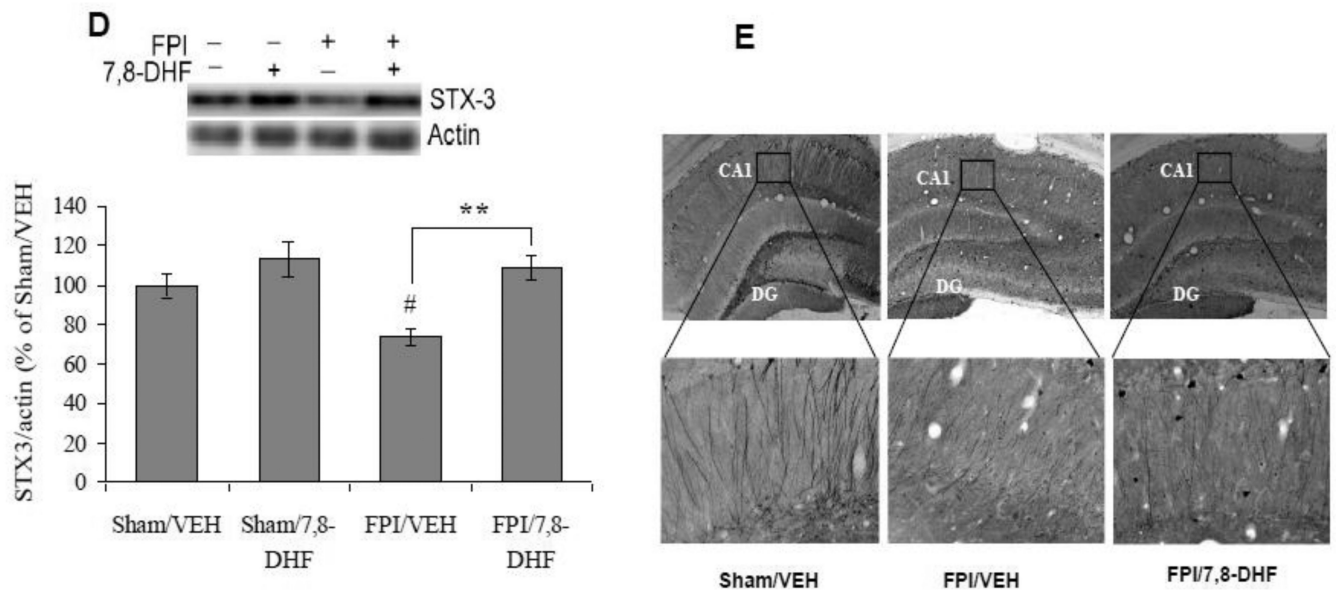 D
FPI – – + +
7,8-DHF – + – +
STX-3
Actin
STX3/actin (% of Sham/VEH)
140
120
100
80
60
40
20
0
**
#
Sham/VEH
Sham/7,8-
DHF
FPI/VEH
FPI/7,8-
DHF
E
CA1
DG
CA1
DG
CA1
DG
Sham/VEH
FPI/VEH
FPI/7,8-DHF